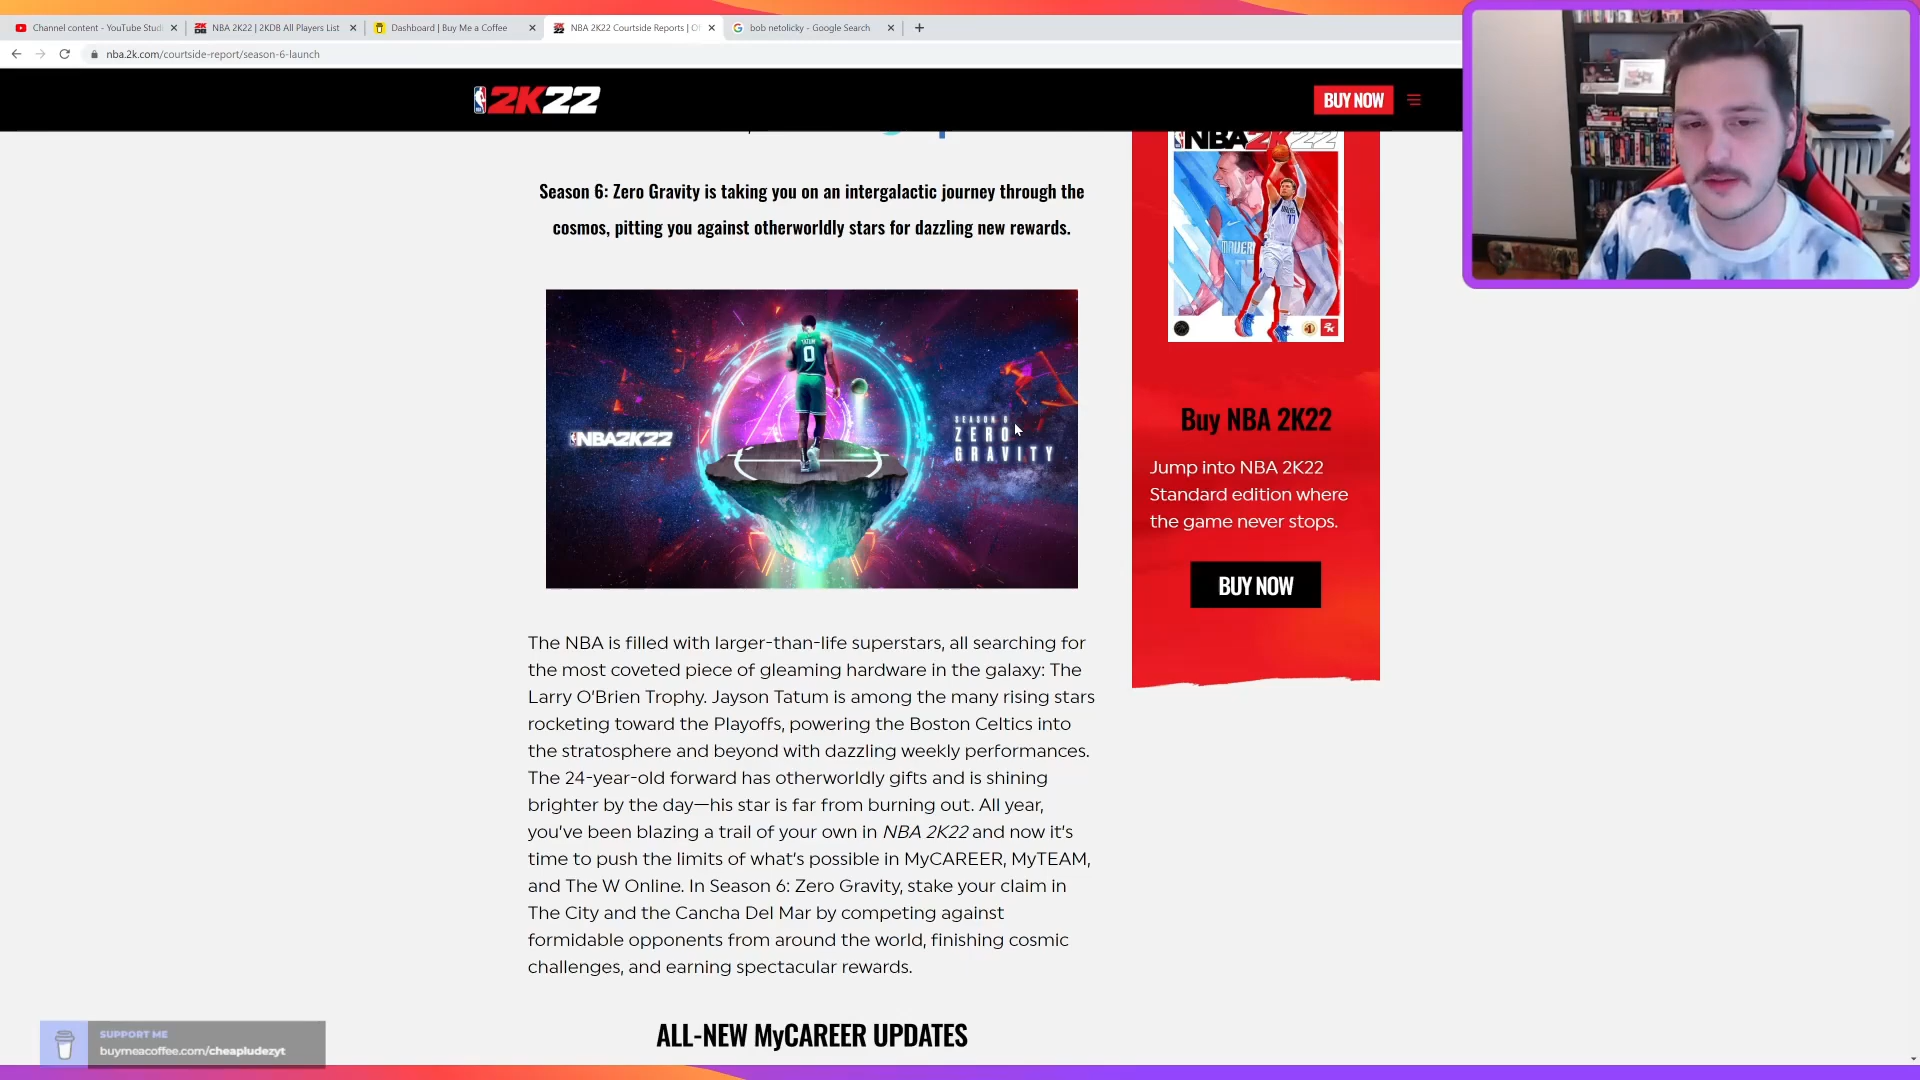 Channel content - YouTube Studi
NBA 2K22 | 2KDB All Players List
Dashboard | Buy Me a Coffee
NBA 2K22 Courtside Reports | O
bob netolicky - Google Search
nba.2k.com/courtside-report/season-6-launch
2K22
BUY NOW
Season 6: Zero Gravity is taking you on an intergalactic journey through the
cosmos, pitting you against otherworldly stars for dazzling new rewards.
TATUM
0
NBA2K22
SEASON 6
ZERO
GRAVITY
NBA2K22
MAVERI
77
Buy NBA 2K22
Jump into NBA 2K22
Standard edition where
the game never stops.
BUY NOW
The NBA is filled with larger-than-life superstars, all searching for
the most coveted piece of gleaming hardware in the galaxy: The
Larry O'Brien Trophy. Jayson Tatum is among the many rising stars
rocketing toward the Playoffs, powering the Boston Celtics into
the stratosphere and beyond with dazzling weekly performances.
The 24-year-old forward has otherworldly gifts and is shining
brighter by the day—his star is far from burning out. All year,
you've been blazing a trail of your own in NBA 2K22 and now it's
time to push the limits of what's possible in MyCAREER, MyTEAM,
and The W Online. In Season 6: Zero Gravity, stake your claim in
The City and the Cancha Del Mar by competing against
formidable opponents from around the world, finishing cosmic
challenges, and earning spectacular rewards.
ALL-NEW MyCAREER UPDATES
SUPPORT ME
buymeacoffee.com/cheapludezyt